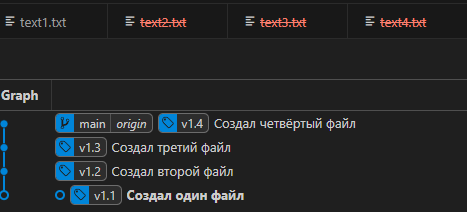 text1.txt text2.txt text3.txt text4.txt
Graph
main origin v1.4 Создал четвёртый файл
v1.3 Создал третий файл
v1.2 Создал второй файл
v1.1 Создал один файл